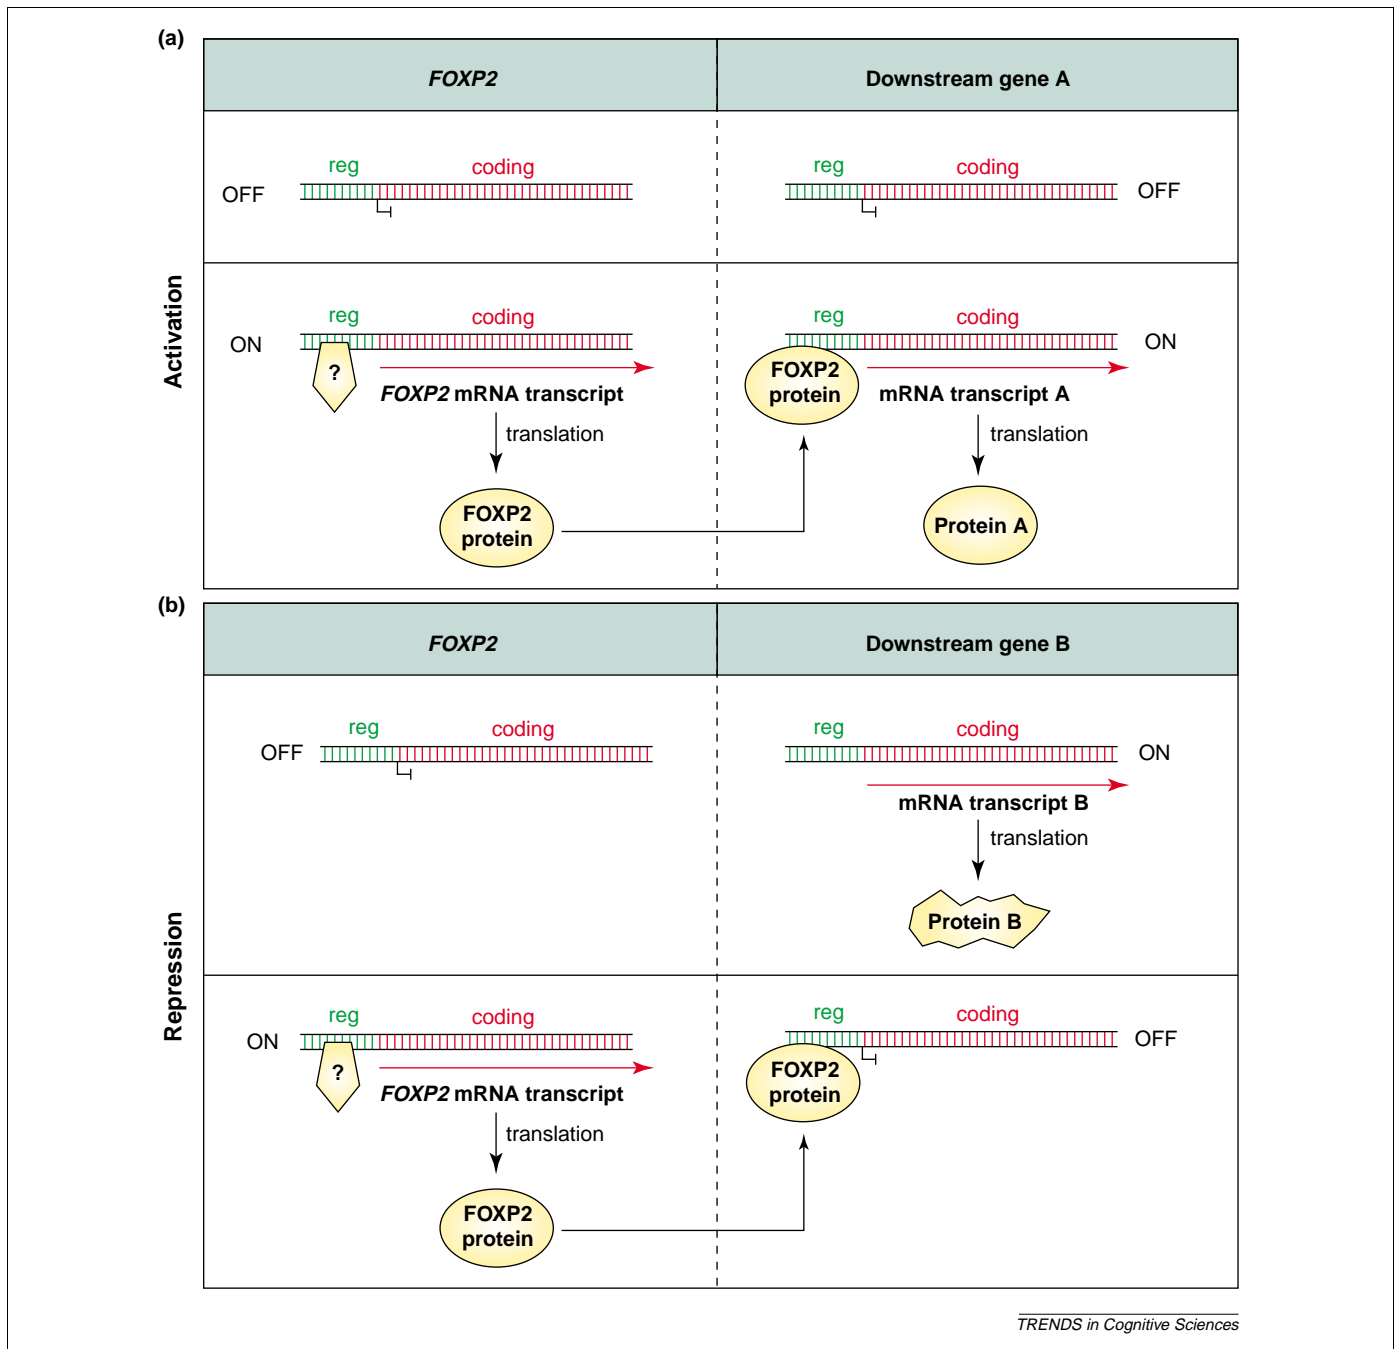 (a)
FOXP2
Downstream gene A
Activation
OFF
reg
coding
reg
coding
OFF
ON
reg
coding
?
FOXP2 mRNA transcript
translation
FOXP2
protein
reg
coding
ON
FOXP2
protein
mRNA transcript A
translation
Protein A
(b)
FOXP2
Downstream gene B
Repression
OFF
reg
coding
reg
coding
ON
mRNA transcript B
translation
Protein B
ON
reg
coding
?
FOXP2 mRNA transcript
translation
FOXP2
protein
reg
coding
OFF
FOXP2
protein
TRENDS in Cognitive Sciences